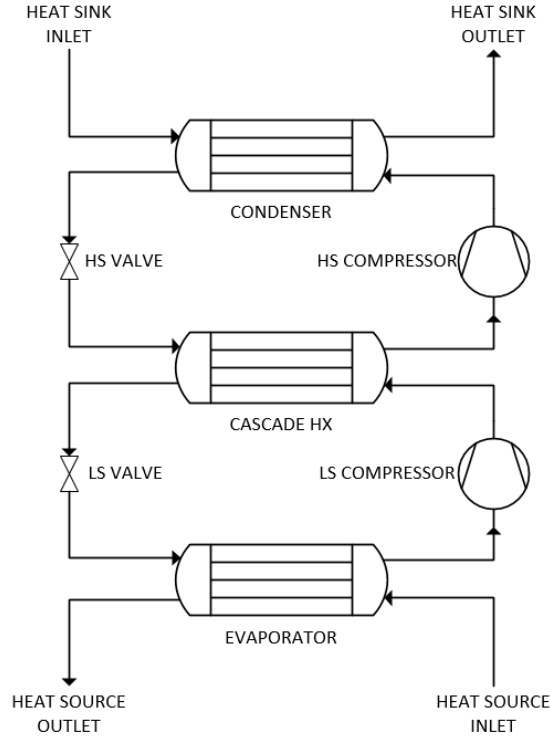 HEAT SINK
INLET
HEAT SINK
OUTLET
CONDENSER
HS VALVE
HS COMPRESSOR
CASCADE HX
LS VALVE
LS COMPRESSOR
EVAPORATOR
HEAT SOURCE
OUTLET
HEAT SOURCE
INLET